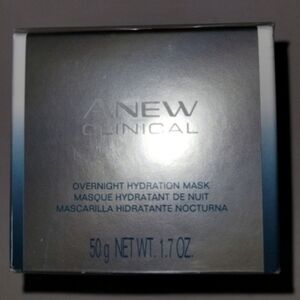 ANEW
CLINICAL
OVERNIGHT HYDRATION MASK
MASQUE HYDRATANT DE NUIT
MASCARILLA HIDRATANTE NOCTURNA
50 g NET WT. 1.7 OZ.